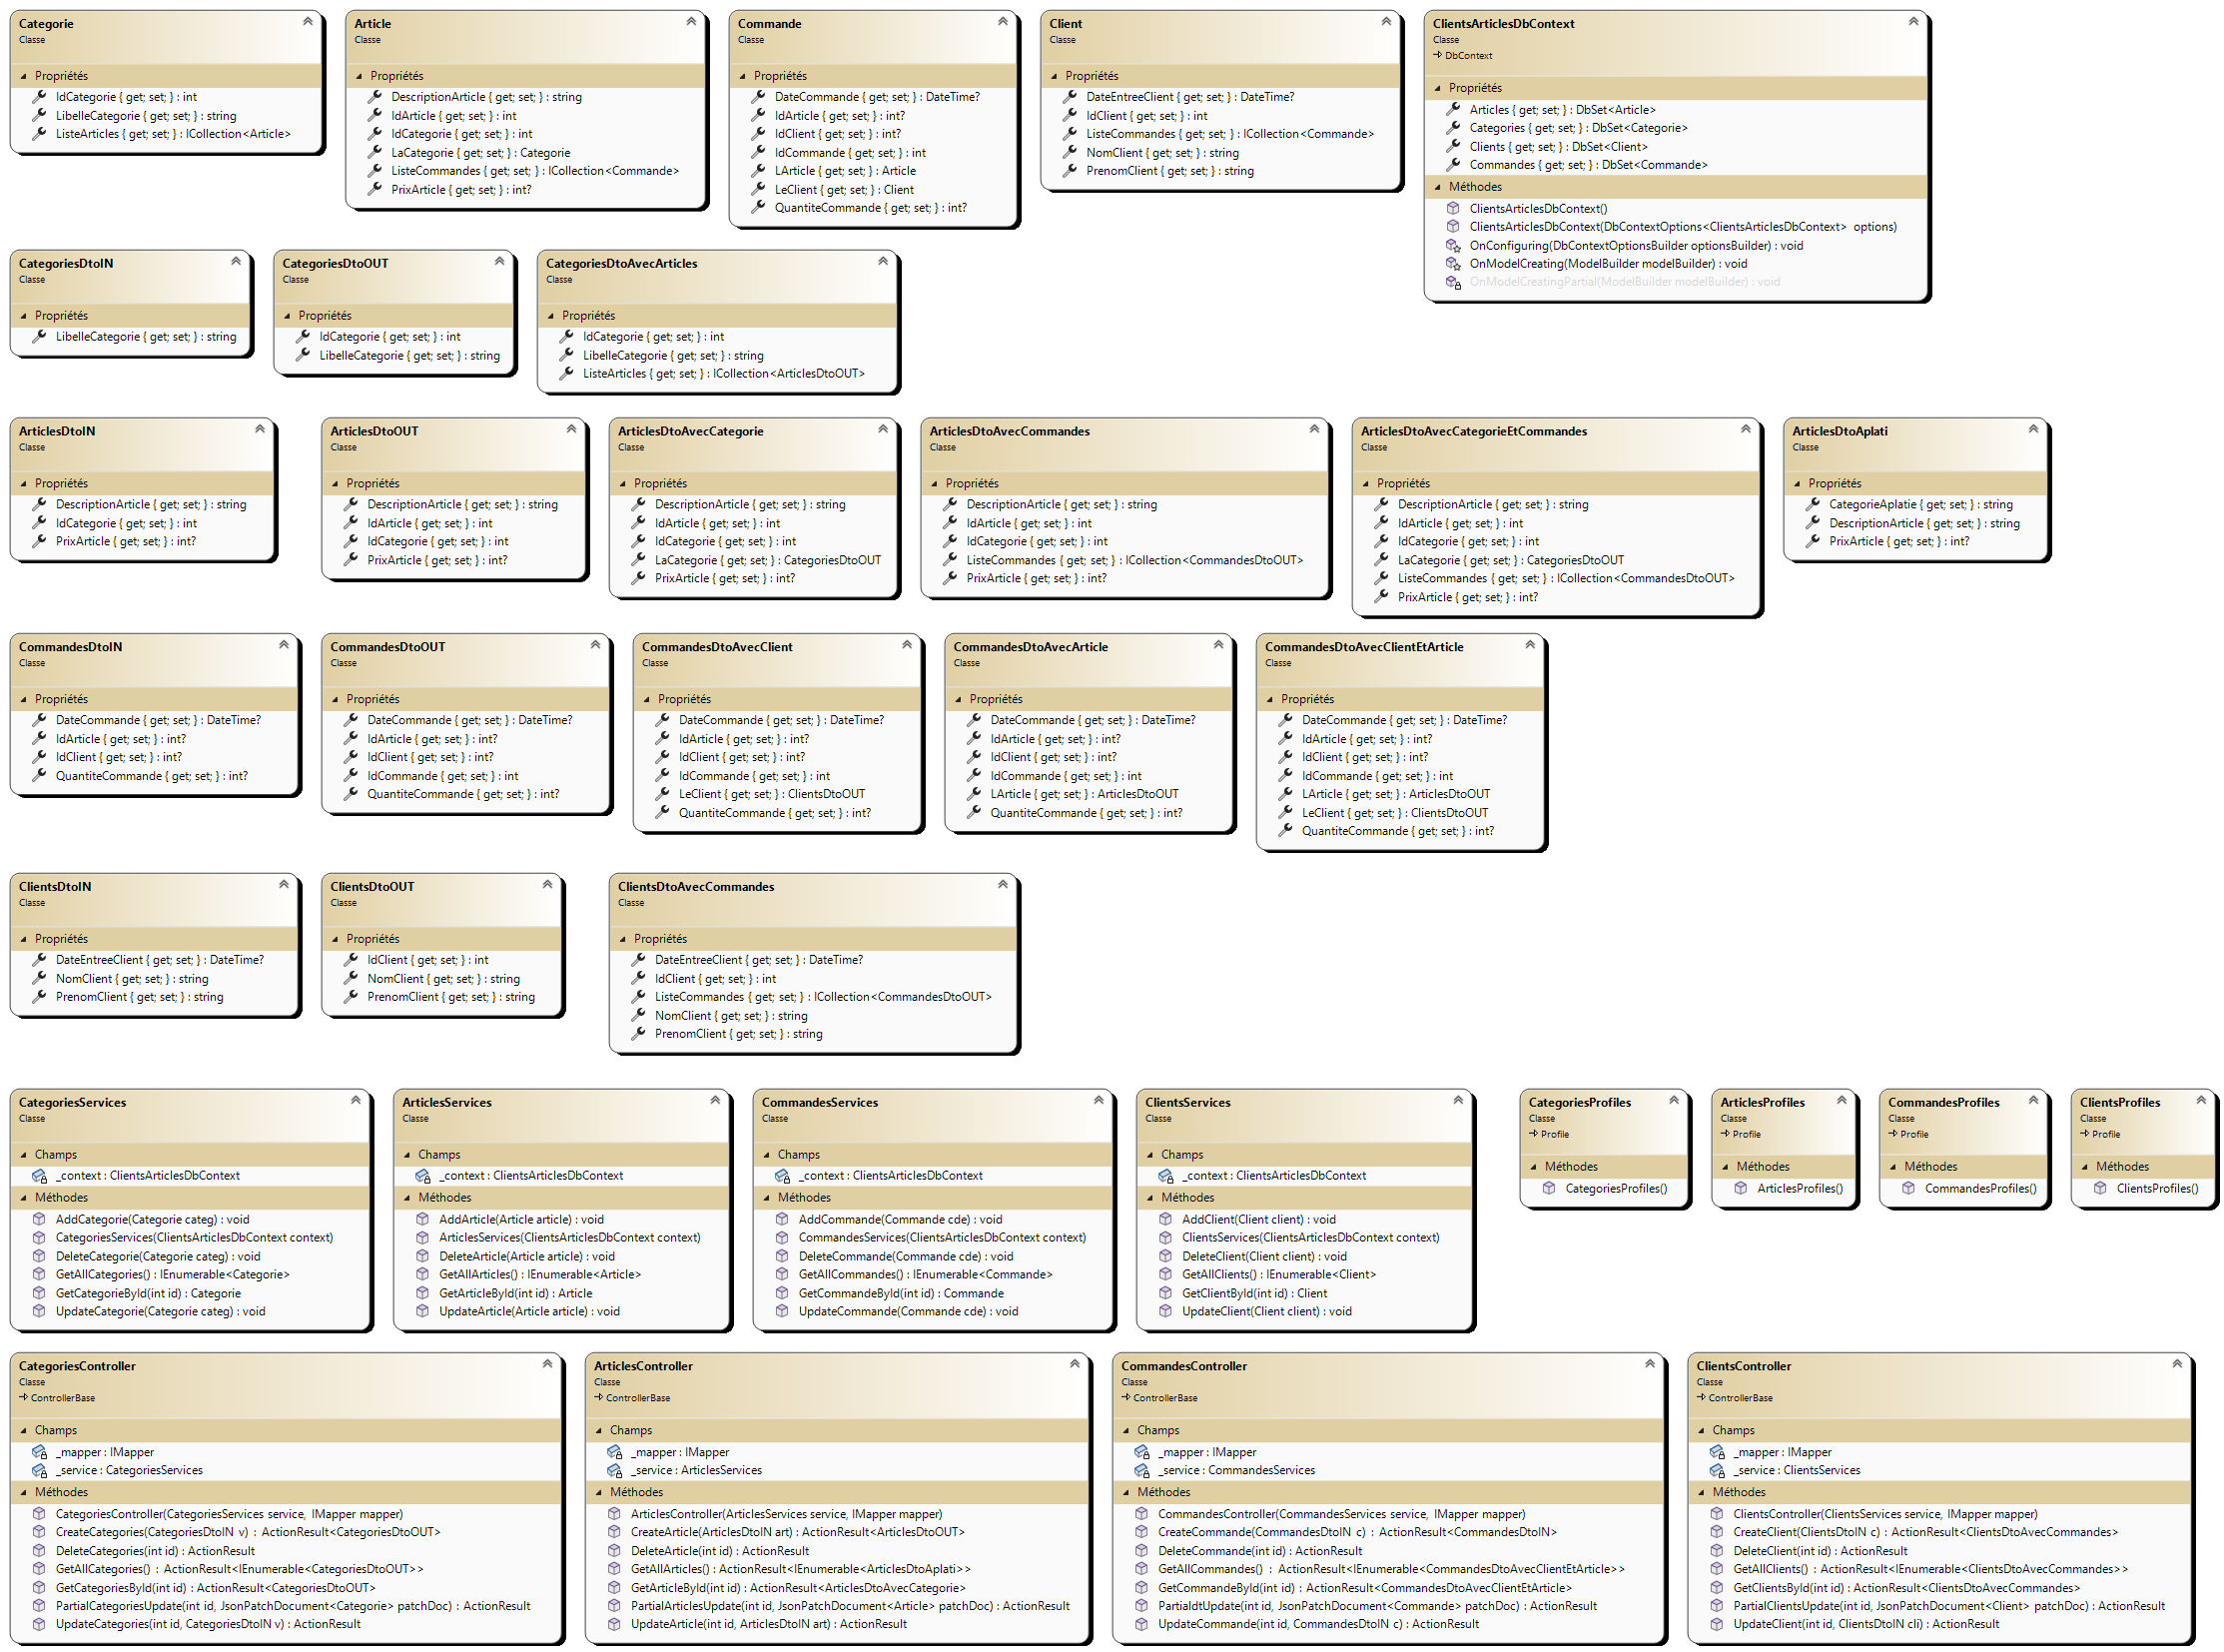 Categorie
Classe
Propriétés
IdCategorie { get; set; } : int
LibelleCategorie { get; set; } : string
ListeArticles { get; set; } : ICollection<Article>
Article
Classe
Propriétés
DescriptionArticle { get; set; } : string
IdArticle { get; set; } : int
IdCategorie { get; set; } : int
LaCategorie { get; set; } : Categorie
ListeCommandes { get; set; } : ICollection<Commande>
PrixArticle { get; set; } : int?
Commande
Classe
Propriétés
DateCommande { get; set; } : DateTime?
IdArticle { get; set; } : int?
IdClient { get; set; } : int?
IdCommande { get; set; } : int
LArticle { get; set; } : Article
LeClient { get; set; } : Client
QuantiteCommande { get; set; } : int?
Client
Classe
Propriétés
DateEntreeClient { get; set; } : DateTime?
IdClient { get; set; } : int
ListeCommandes { get; set; } : ICollection<Commande>
NomClient { get; set; } : string
PrenomClient { get; set; } : string
ClientsArticlesDbContext
Classe
DbContext
Propriétés
Articles { get; set; } : DbSet<Article>
Categories { get; set; } : DbSet<Categorie>
Clients { get; set; } : DbSet<Client>
Commandes { get; set; } : DbSet<Commande>
Méthodes
ClientsArticlesDbContext()
ClientsArticlesDbContext(DbContextOptions<ClientsArticlesDbContext> options)
OnConfiguring(DbContextOptionsBuilder optionsBuilder) : void
OnModelCreating(ModelBuilder modelBuilder) : void
OnModelCreatingPartial(ModelBuilder modelBuilder) : void
CategoriesDtoIN
Classe
Propriétés
LibelleCategorie { get; set; } : string
CategoriesDtoOUT
Classe
Propriétés
IdCategorie { get; set; } : int
LibelleCategorie { get; set; } : string
CategoriesDtoAvecArticles
Classe
Propriétés
IdCategorie { get; set; } : int
LibelleCategorie { get; set; } : string
ListeArticles { get; set; } : ICollection<ArticlesDtoOUT>
ArticlesDtoIN
Classe
Propriétés
DescriptionArticle { get; set; } : string
IdCategorie { get; set; } : int
PrixArticle { get; set; } : int?
ArticlesDtoOUT
Classe
Propriétés
DescriptionArticle { get; set; } : string
IdArticle { get; set; } : int
IdCategorie { get; set; } : int
PrixArticle { get; set; } : int?
ArticlesDtoAvecCategorie
Classe
Propriétés
DescriptionArticle { get; set; } : string
IdArticle { get; set; } : int
IdCategorie { get; set; } : int
LaCategorie { get; set; } : CategoriesDtoOUT
PrixArticle { get; set; } : int?
ArticlesDtoAvecCommandes
Classe
Propriétés
DescriptionArticle { get; set; } : string
IdArticle { get; set; } : int
IdCategorie { get; set; } : int
ListeCommandes { get; set; } : ICollection<CommandesDtoOUT>
PrixArticle { get; set; } : int?
ArticlesDtoAvecCategorieEtCommandes
Classe
Propriétés
DescriptionArticle { get; set; } : string
IdArticle { get; set; } : int
IdCategorie { get; set; } : int
LaCategorie { get; set; } : CategoriesDtoOUT
ListeCommandes { get; set; } : ICollection<CommandesDtoOUT>
PrixArticle { get; set; } : int?
ArticlesDtoAplati
Classe
Propriétés
CategorieAplatie { get; set; } : string
DescriptionArticle { get; set; } : string
PrixArticle { get; set; } : int?
CommandesDtoIN
Classe
Propriétés
DateCommande { get; set; } : DateTime?
IdArticle { get; set; } : int?
IdClient { get; set; } : int?
QuantiteCommande { get; set; } : int?
CommandesDtoOUT
Classe
Propriétés
DateCommande { get; set; } : DateTime?
IdArticle { get; set; } : int?
IdClient { get; set; } : int?
IdCommande { get; set; } : int
QuantiteCommande { get; set; } : int?
CommandesDtoAvecClient
Classe
Propriétés
DateCommande { get; set; } : DateTime?
IdArticle { get; set; } : int?
IdClient { get; set; } : int?
IdCommande { get; set; } : int
LeClient { get; set; } : ClientsDtoOUT
QuantiteCommande { get; set; } : int?
CommandesDtoAvecArticle
Classe
Propriétés
DateCommande { get; set; } : DateTime?
IdArticle { get; set; } : int?
IdClient { get; set; } : int?
IdCommande { get; set; } : int
LArticle { get; set; } : ArticlesDtoOUT
QuantiteCommande { get; set; } : int?
CommandesDtoAvecClientEtArticle
Classe
Propriétés
DateCommande { get; set; } : DateTime?
IdArticle { get; set; } : int?
IdClient { get; set; } : int?
IdCommande { get; set; } : int
LArticle { get; set; } : ArticlesDtoOUT
LeClient { get; set; } : ClientsDtoOUT
QuantiteCommande { get; set; } : int?
ClientsDtoIN
Classe
Propriétés
DateEntreeClient { get; set; } : DateTime?
NomClient { get; set; } : string
PrenomClient { get; set; } : string
ClientsDtoOUT
Classe
Propriétés
IdClient { get; set; } : int
NomClient { get; set; } : string
PrenomClient { get; set; } : string
ClientsDtoAvecCommandes
Classe
Propriétés
DateEntreeClient { get; set; } : DateTime?
IdClient { get; set; } : int
ListeCommandes { get; set; } : ICollection<CommandesDtoOUT>
NomClient { get; set; } : string
PrenomClient { get; set; } : string
CategoriesServices
Classe
Champs
_context : ClientsArticlesDbContext
Méthodes
AddCategorie(Categorie categ) : void
CategoriesServices(ClientsArticlesDbContext context)
DeleteCategorie(Categorie categ) : void
GetAllCategories() : IEnumerable<Categorie>
GetCategorieById(int id) : Categorie
UpdateCategorie(Categorie categ) : void
ArticlesServices
Classe
Champs
_context : ClientsArticlesDbContext
Méthodes
AddArticle(Article article) : void
ArticlesServices(ClientsArticlesDbContext context)
DeleteArticle(Article article) : void
GetAllArticles() : IEnumerable<Article>
GetArticleById(int id) : Article
UpdateArticle(Article article) : void
CommandesServices
Classe
Champs
_context : ClientsArticlesDbContext
Méthodes
AddCommande(Commande cde) : void
CommandesServices(ClientsArticlesDbContext context)
DeleteCommande(Commande cde) : void
GetAllCommandes() : IEnumerable<Commande>
GetCommandeById(int id) : Commande
UpdateCommande(Commande cde) : void
ClientsServices
Classe
Champs
_context : ClientsArticlesDbContext
Méthodes
AddClient(Client client) : void
ClientsServices(ClientsArticlesDbContext context)
DeleteClient(Client client) : void
GetAllClients() : IEnumerable<Client>
GetClientById(int id) : Client
UpdateClient(Client client) : void
CategoriesProfiles
Classe
Profile
Méthodes
CategoriesProfiles()
ArticlesProfiles
Classe
Profile
Méthodes
ArticlesProfiles()
CommandesProfiles
Classe
Profile
Méthodes
CommandesProfiles()
ClientsProfiles
Classe
Profile
Méthodes
ClientsProfiles()
CategoriesController
Classe
ControllerBase
Champs
_mapper : IMapper
_service : CategoriesServices
Méthodes
CategoriesController(CategoriesServices service, IMapper mapper)
CreateCategories(CategoriesDtoIN v) : ActionResult<CategoriesDtoOUT>
DeleteCategories(int id) : ActionResult
GetAllCategories() : ActionResult<IEnumerable<CategoriesDtoOUT>>
GetCategoriesById(int id) : ActionResult<CategoriesDtoOUT>
PartialCategoriesUpdate(int id, JsonPatchDocument<Categorie> patchDoc) : ActionResult
UpdateCategories(int id, CategoriesDtoIN v) : ActionResult
ArticlesController
Classe
ControllerBase
Champs
_mapper : IMapper
_service : ArticlesServices
Méthodes
ArticlesController(ArticlesServices service, IMapper mapper)
CreateArticle(ArticlesDtoIN art) : ActionResult<ArticlesDtoOUT>
DeleteArticle(int id) : ActionResult
GetAllArticles() : ActionResult<IEnumerable<ArticlesDtoAplati>>
GetArticleById(int id) : ActionResult<ArticlesDtoAvecCategorie>
PartialArticlesUpdate(int id, JsonPatchDocument<Article> patchDoc) : ActionResult
UpdateArticle(int id, ArticlesDtoIN art) : ActionResult
CommandesController
Classe
ControllerBase
Champs
_mapper : IMapper
_service : CommandesServices
Méthodes
CommandesController(CommandesServices service, IMapper mapper)
CreateCommande(CommandesDtoIN c) : ActionResult<CommandesDtoIN>
DeleteCommande(int id) : ActionResult
GetAllCommandes() : ActionResult<IEnumerable<CommandesDtoAvecClientEtArticle>>
GetCommandeById(int id) : ActionResult<CommandesDtoAvecClientEtArticle>
PartialdtUpdate(int id, JsonPatchDocument<Commande> patchDoc) : ActionResult
UpdateCommande(int id, CommandesDtoIN c) : ActionResult
ClientsController
Classe
ControllerBase
Champs
_mapper : IMapper
_service : ClientsServices
Méthodes
ClientsController(ClientsServices service, IMapper mapper)
CreateClient(ClientsDtoIN c) : ActionResult<ClientsDtoAvecCommandes>
DeleteClient(int id) : ActionResult
GetAllClients() : ActionResult<IEnumerable<ClientsDtoAvecCommandes>>
GetClientsById(int id) : ActionResult<ClientsDtoAvecCommandes>
PartialClientsUpdate(int id, JsonPatchDocument<Client> patchDoc) : ActionResult
UpdateClient(int id, ClientsDtoIN cli) : ActionResult